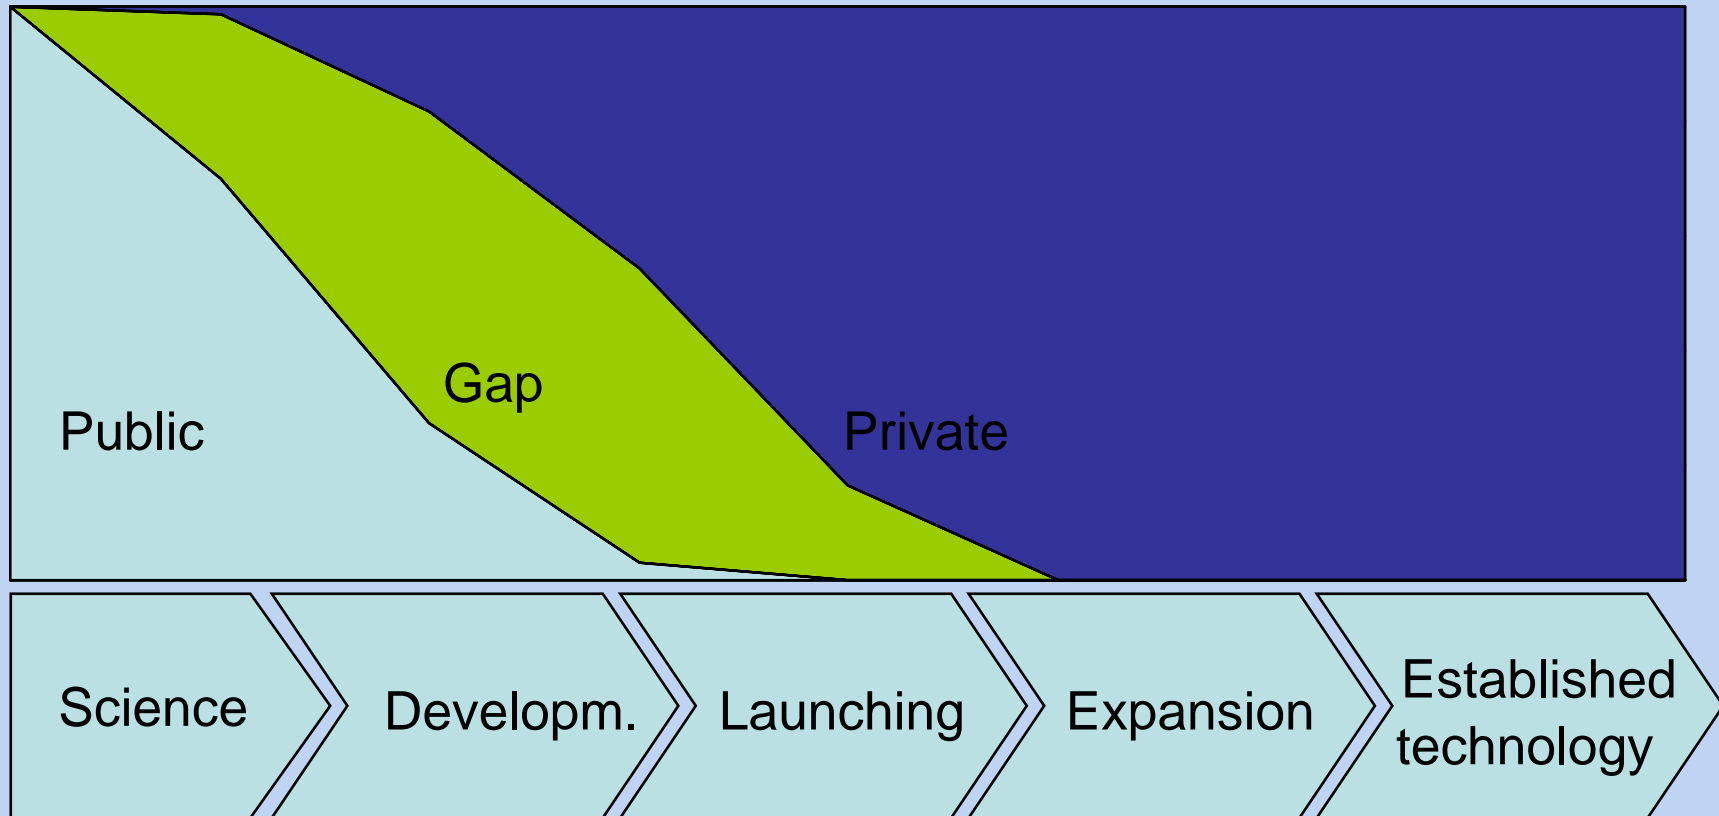 Gap
Public
Private
Science
Developm.
Launching
Expansion
Established
technology